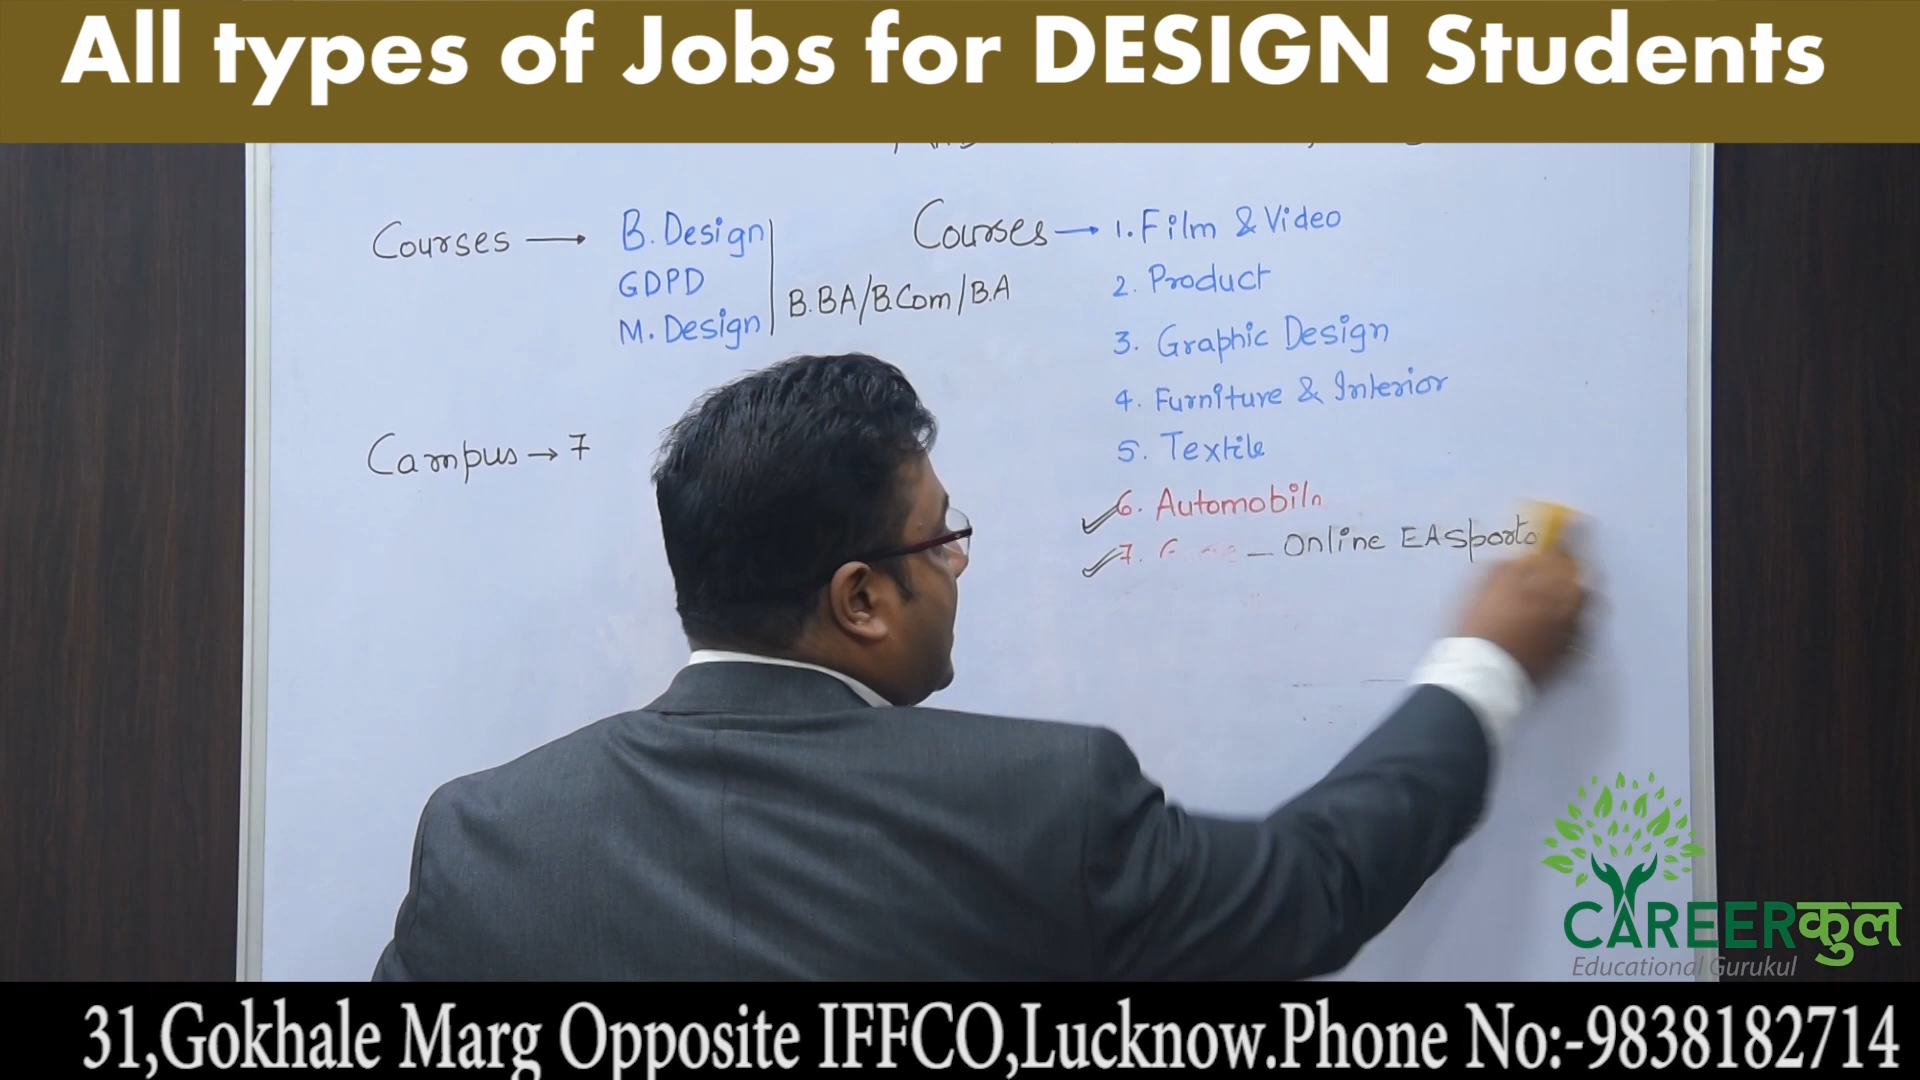 All types of Jobs for DESIGN Students
Courses → B. Design
GDPD
M. Design
B.BA/B.Com/B.A
Campus → 7
Courses → 1. Film & Video
2. Product
3. Graphic Design
4. Furniture & Interior
5. Textile
6. Automobil
7. – Online EASports
CAREERकुल
Educational Gurukul
31,Gokhale Marg Opposite IFFCO,Lucknow.Phone No:-9838182714